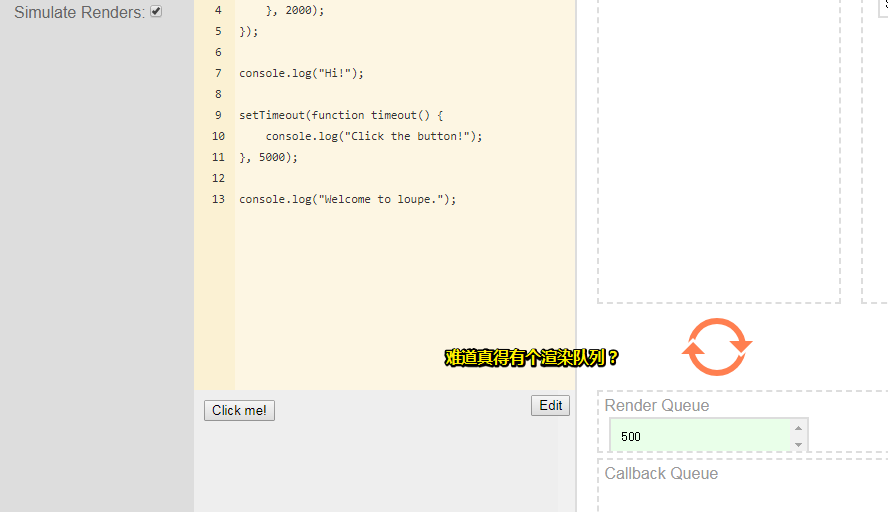 Simulate Renders:
4     }, 2000);
5 });
6
7 console.log("Hi!");
8
9 setTimeout(function timeout() {
10     console.log("Click the button!");
11 }, 5000);
12
13 console.log("Welcome to loupe.");
难道真得有个渲染队列？
Click me!
Edit
Render Queue
500
Callback Queue